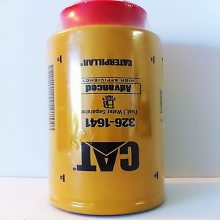 CAT
326-1641
Fuel / Water Separator
Advanced
HIGH EFFICIENCY
CATERPILLAR